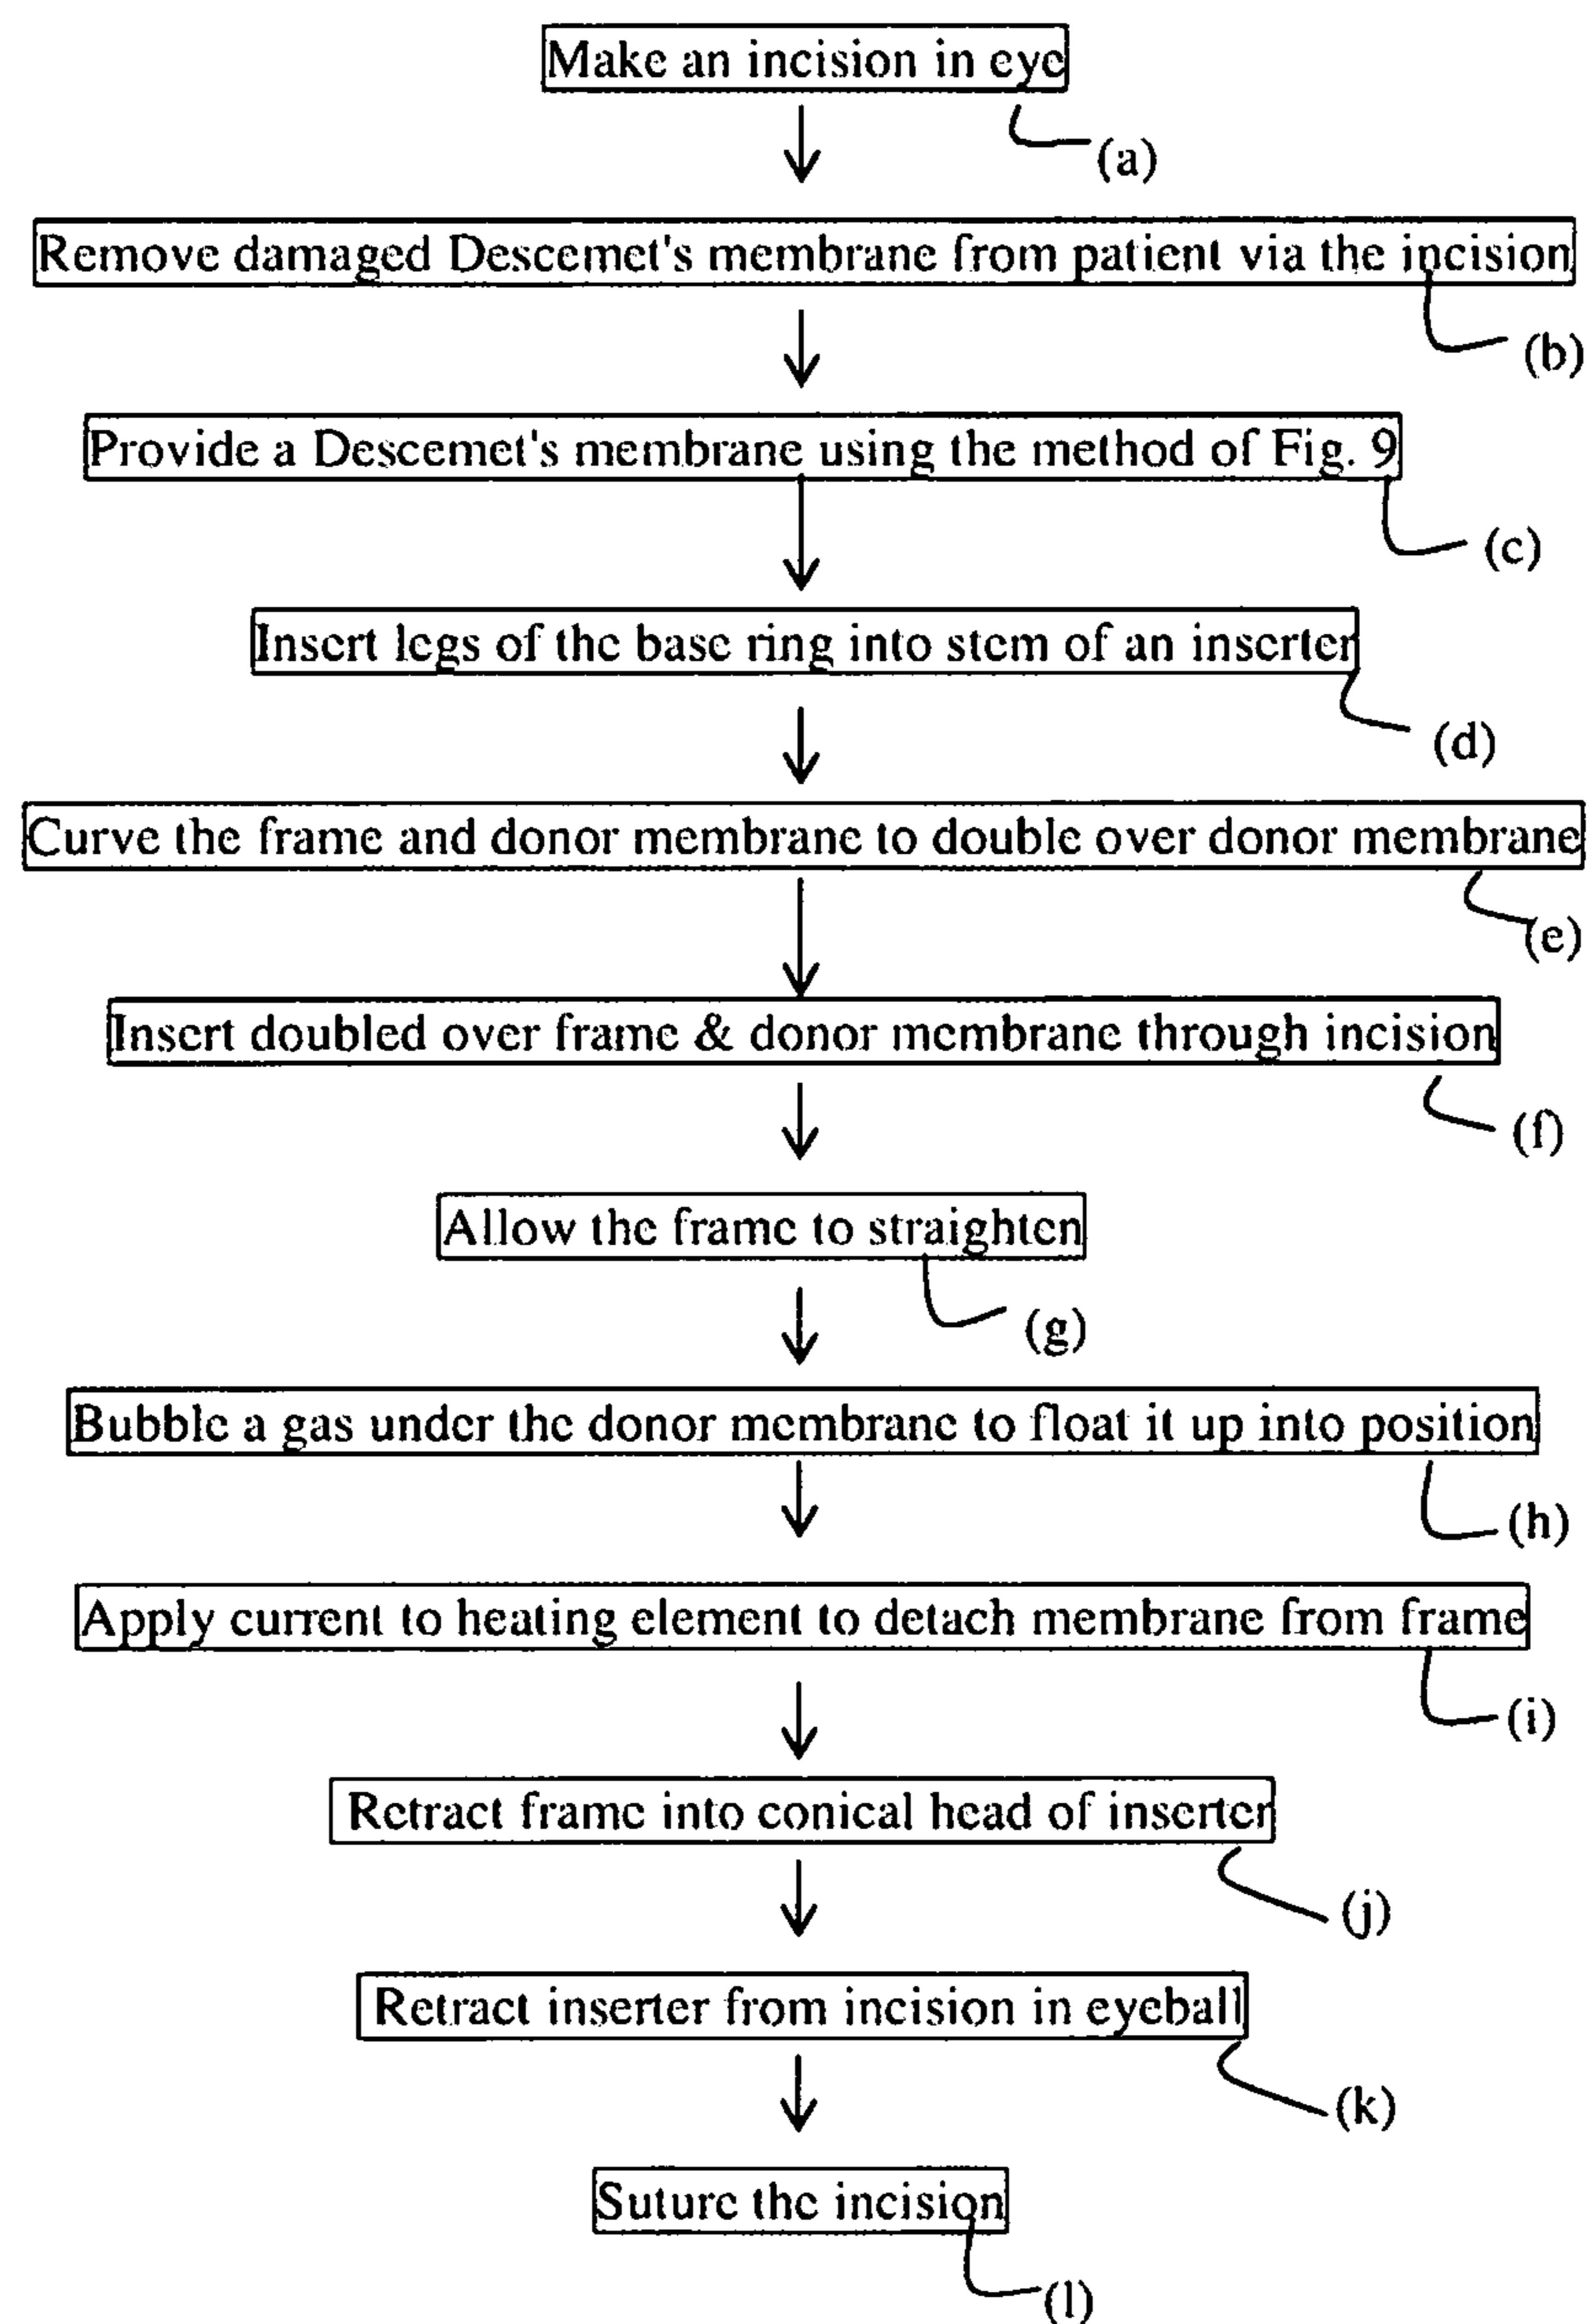 Make an incision in eye
(a)
Remove damaged Descemet's membrane from patient via the incision
(b)
Provide a Descemet's membrane using the method of Fig. 9
(c)
Insert legs of the base ring into stem of an inserter
(d)
Curve the frame and donor membrane to double over donor membrane
(e)
Insert doubled over frame & donor membrane through incision
(f)
Allow the frame to straighten
(g)
Bubble a gas under the donor membrane to float it up into position
(h)
Apply current to heating element to detach membrane from frame
(i)
Retract frame into conical head of inserter
(j)
Retract inserter from incision in eyeball
(k)
Suture the incision
(l)